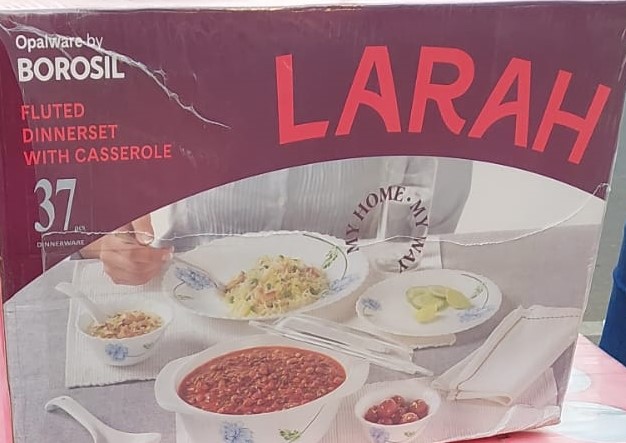 Opalware by
BOROSIL
LARAH
FLUTED
DINNERSET
WITH CASSEROLE
37 pcs
DINNERWARE
MY HOME. MY WAY